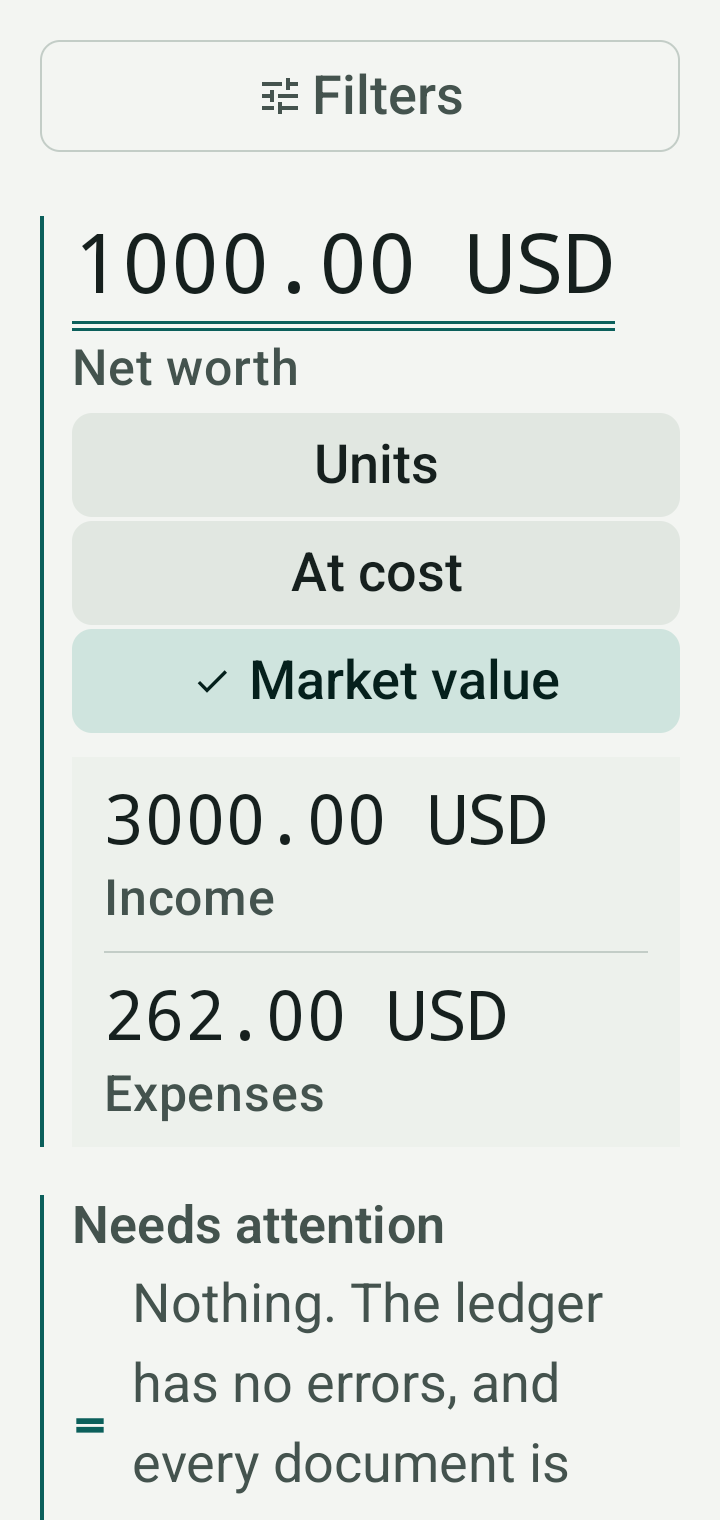 Filters
1000.00 USD
Net worth
Units
At cost
Market value
3000.00 USD
Income
262.00 USD
Expenses
Needs attention
Nothing. The ledger
has no errors, and
=
every document is